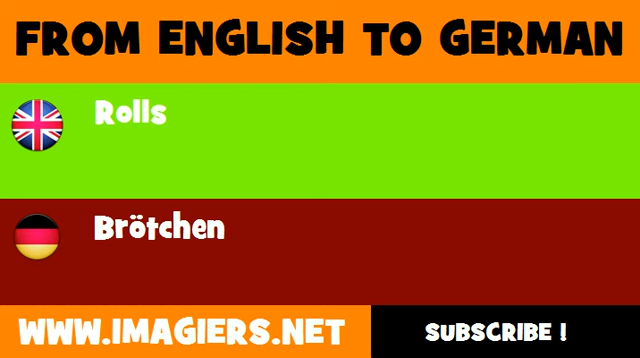 FROM ENGLISH TO GERMAN
Rolls
Brötchen
WWW.IMAGIERS.NET
SUBSCRIBE !